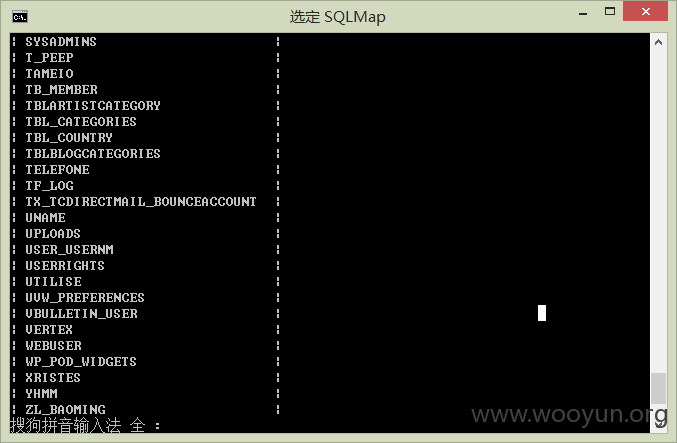 选定 SQLMap
| SYSADMINS |
| T_PEEP |
| TAMEIO |
| TB_MEMBER |
| TBLARTISTCATEGORY |
| TBL_CATEGORIES |
| TBL_COUNTRY |
| TBLBLOGCATEGORIES |
| TELEFONE |
| TF_LOG |
| TX_TCDIRECTMAIL_BOUNCEACCOUNT |
| UNAME |
| UPLOADS |
| USER_USERNM |
| USERRIGHTS |
| UTILISE |
| UVW_PREFERENCES |
| VBULLETIN_USER |
| VERTEX |
| WEBUSER |
| WP_POD_WIDGETS |
| XRISTES |
| YHMM |
| ZL_BAOMING |
搜狗拼音输入法 全 :
www.wooyun.org